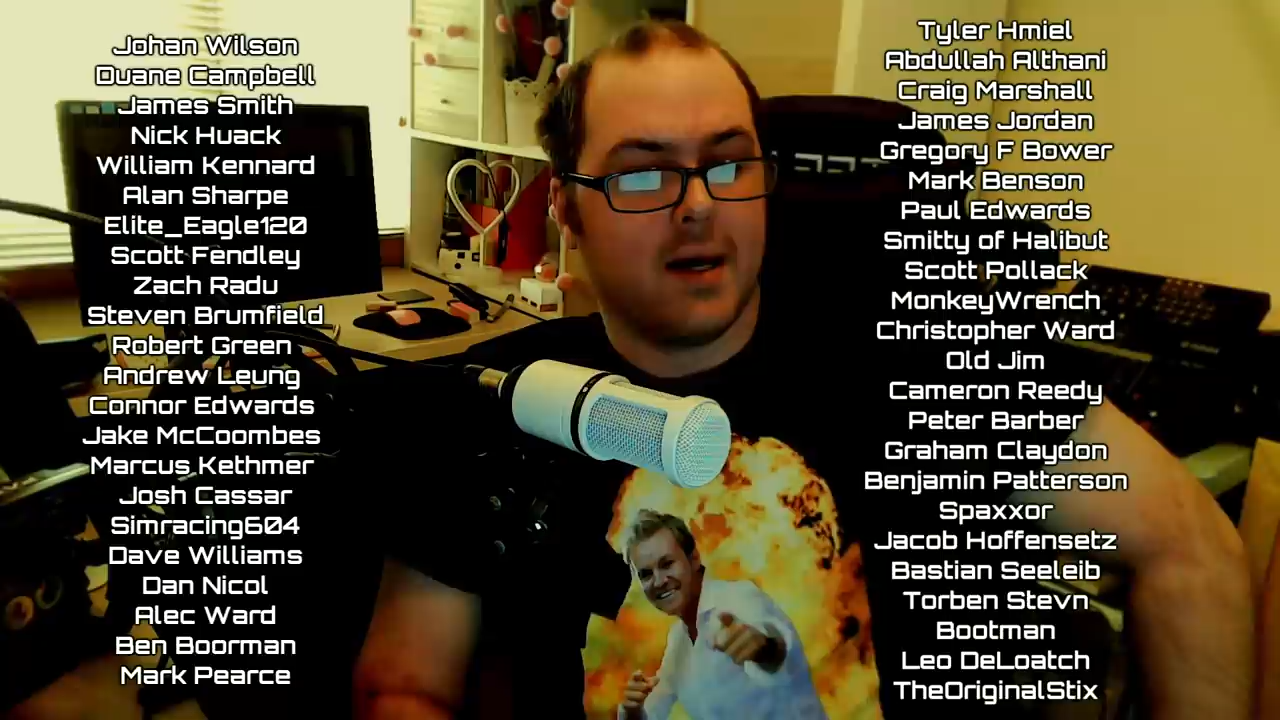 Johan Wilson
Duane Campbell
James Smith
Nick Huack
William Kennard
Alan Sharpe
Elite_Eagle120
Scott Fendley
Zach Radu
Steven Brumfield
Robert Green
Andrew Leung
Connor Edwards
Jake McCoombes
Marcus Kethmer
Josh Cassar
Simracing604
Dave Williams
Dan Nicol
Alec Ward
Ben Boorman
Mark Pearce
Tyler Hmiel
Abdullah Althani
Craig Marshall
James Jordan
Gregory F Bower
Mark Benson
Paul Edwards
Smitty of Halibut
Scott Pollack
MonkeyWrench
Christopher Ward
Old Jim
Cameron Reedy
Peter Barber
Graham Claydon
Benjamin Patterson
Spaxxor
Jacob Hoffensetz
Bastian Seeleib
Torben Stevn
Bootman
Leo DeLoatch
TheOriginalStix